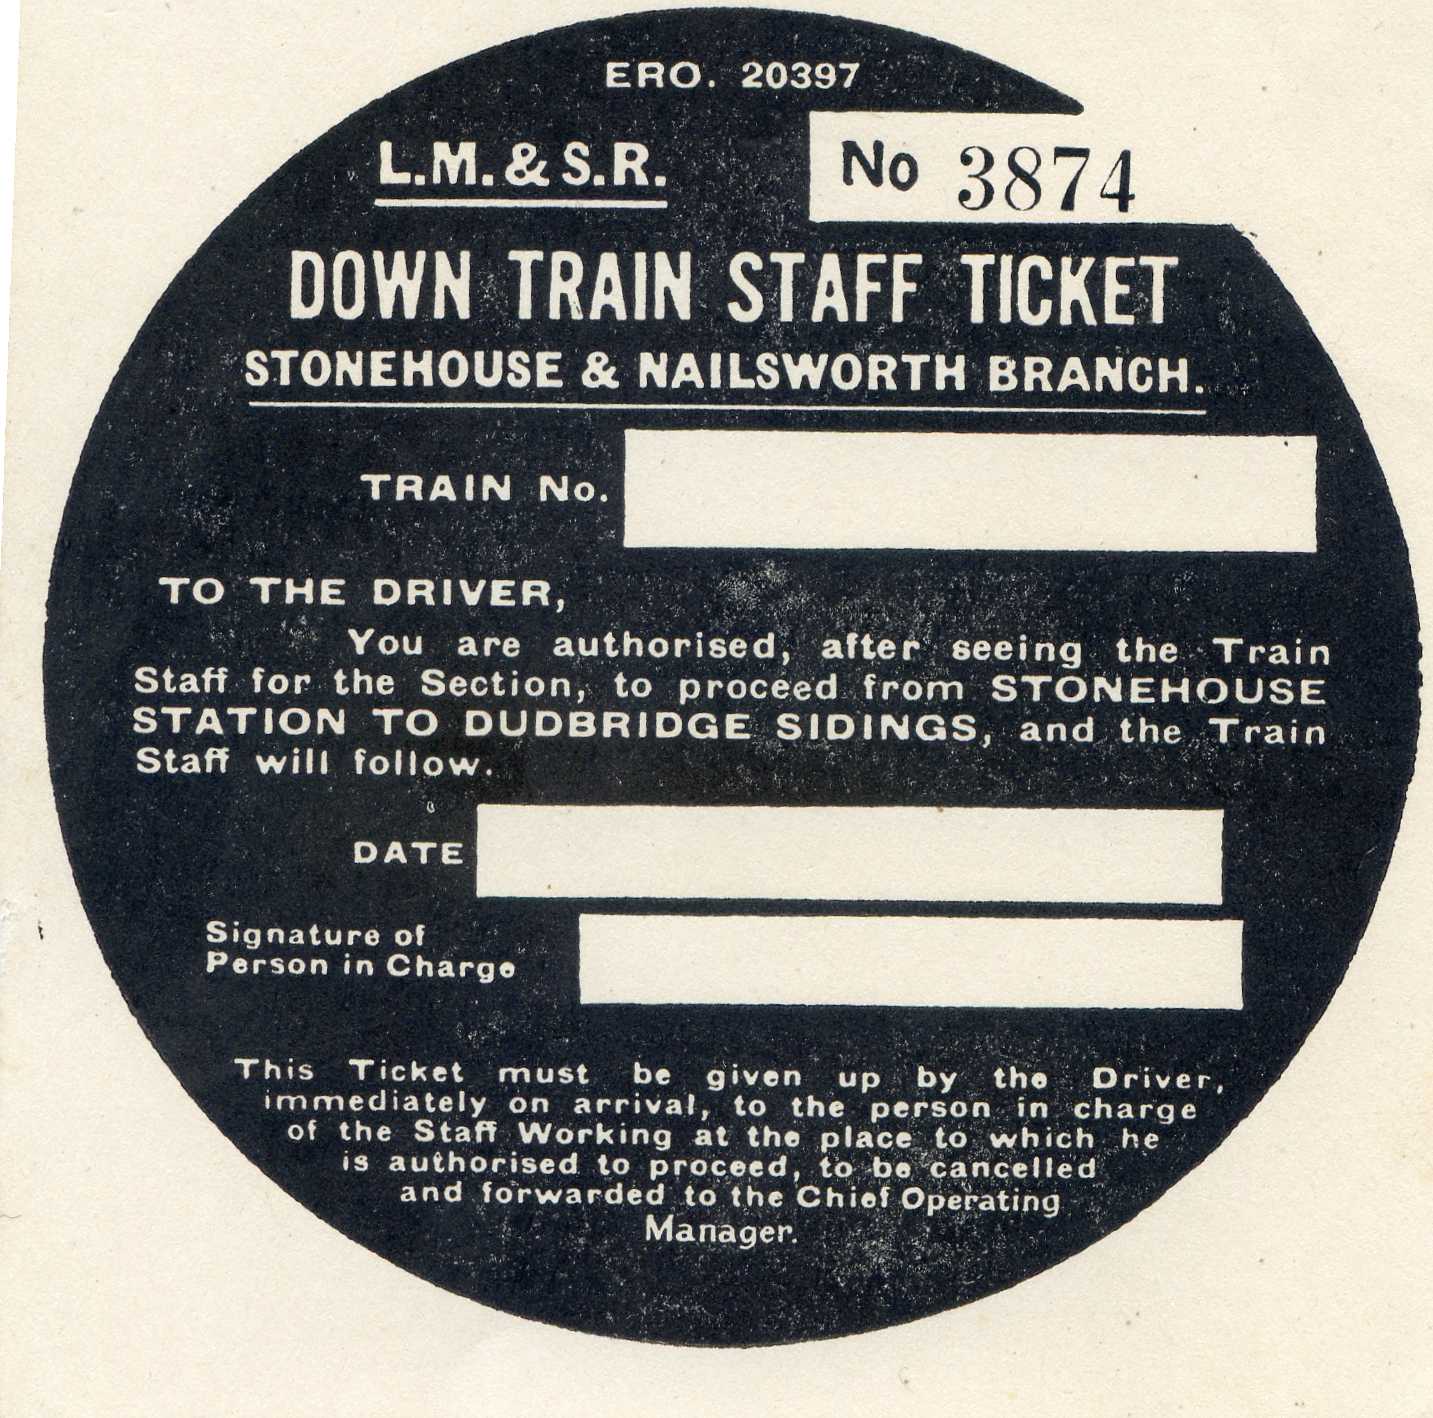 ERO. 20397
L.M. & S.R.
No 3874
DOWN TRAIN STAFF TICKET
STONEHOUSE & NAILSWORTH BRANCH.
TRAIN No.
TO THE DRIVER,
You are authorised, after seeing the Train
Staff for the Section, to proceed from STONEHOUSE
STATION TO DUDBRIDGE SIDINGS, and the Train
Staff will follow.
DATE
Signature of
Person in Charge
This Ticket must be given up by the Driver,
immediately on arrival, to the person in charge
of the Staff Working at the place to which he
is authorised to proceed, to be cancelled
and forwarded to the Chief Operating
Manager.